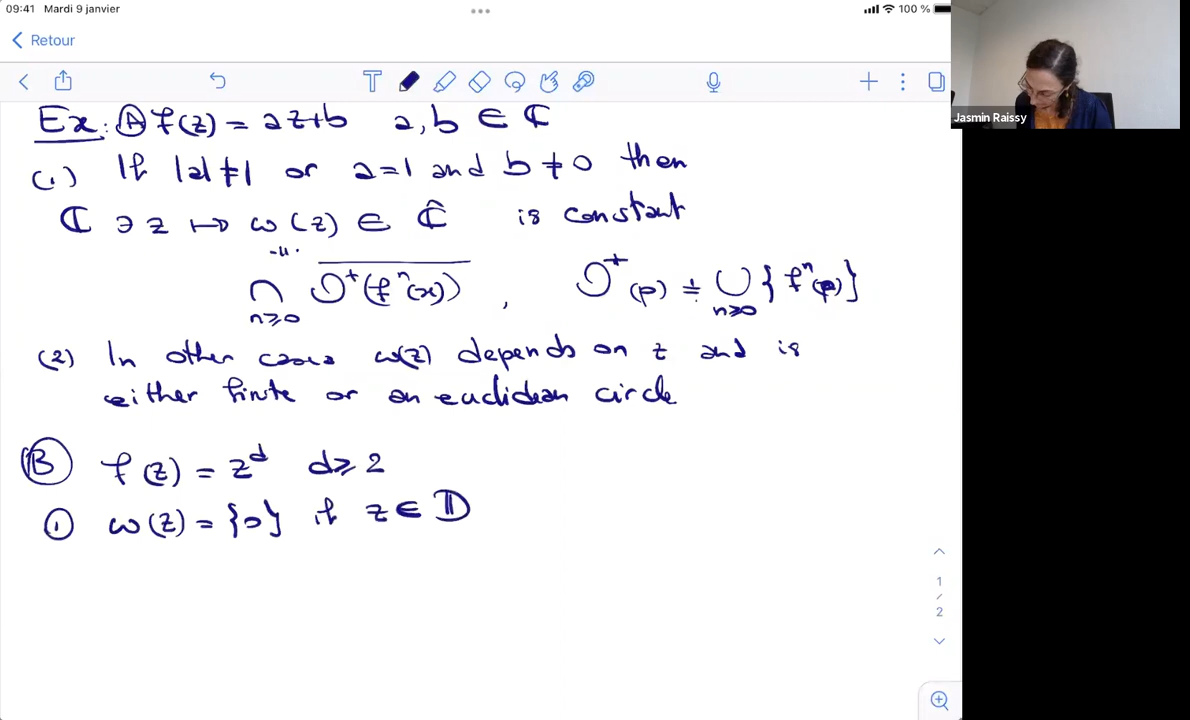 09:41 Mardi 9 janvier
100 %
Retour
Jasmin Raissy
Ex: Ⓐ f(z) = az+b a, b ∈ ℂ
(1) If |a| ≠ 1 or a=1 and b ≠ 0 then
ℂ ∋ z ↦ ω(z) ∈ Ĉ is constant
-॥.
⋂_{n≥0} \overline{O⁺(fⁿ(x))} , O⁺(p) ≐ ⋃_{n≥0} {fⁿ(p)}
(2) In other cases ω(z) depends on z and is
either finite or an euclidean circle
Ⓑ f(z) = z^d d ≥ 2
① ω(z) = {0} if z ∈ 𝔻
1
/
2